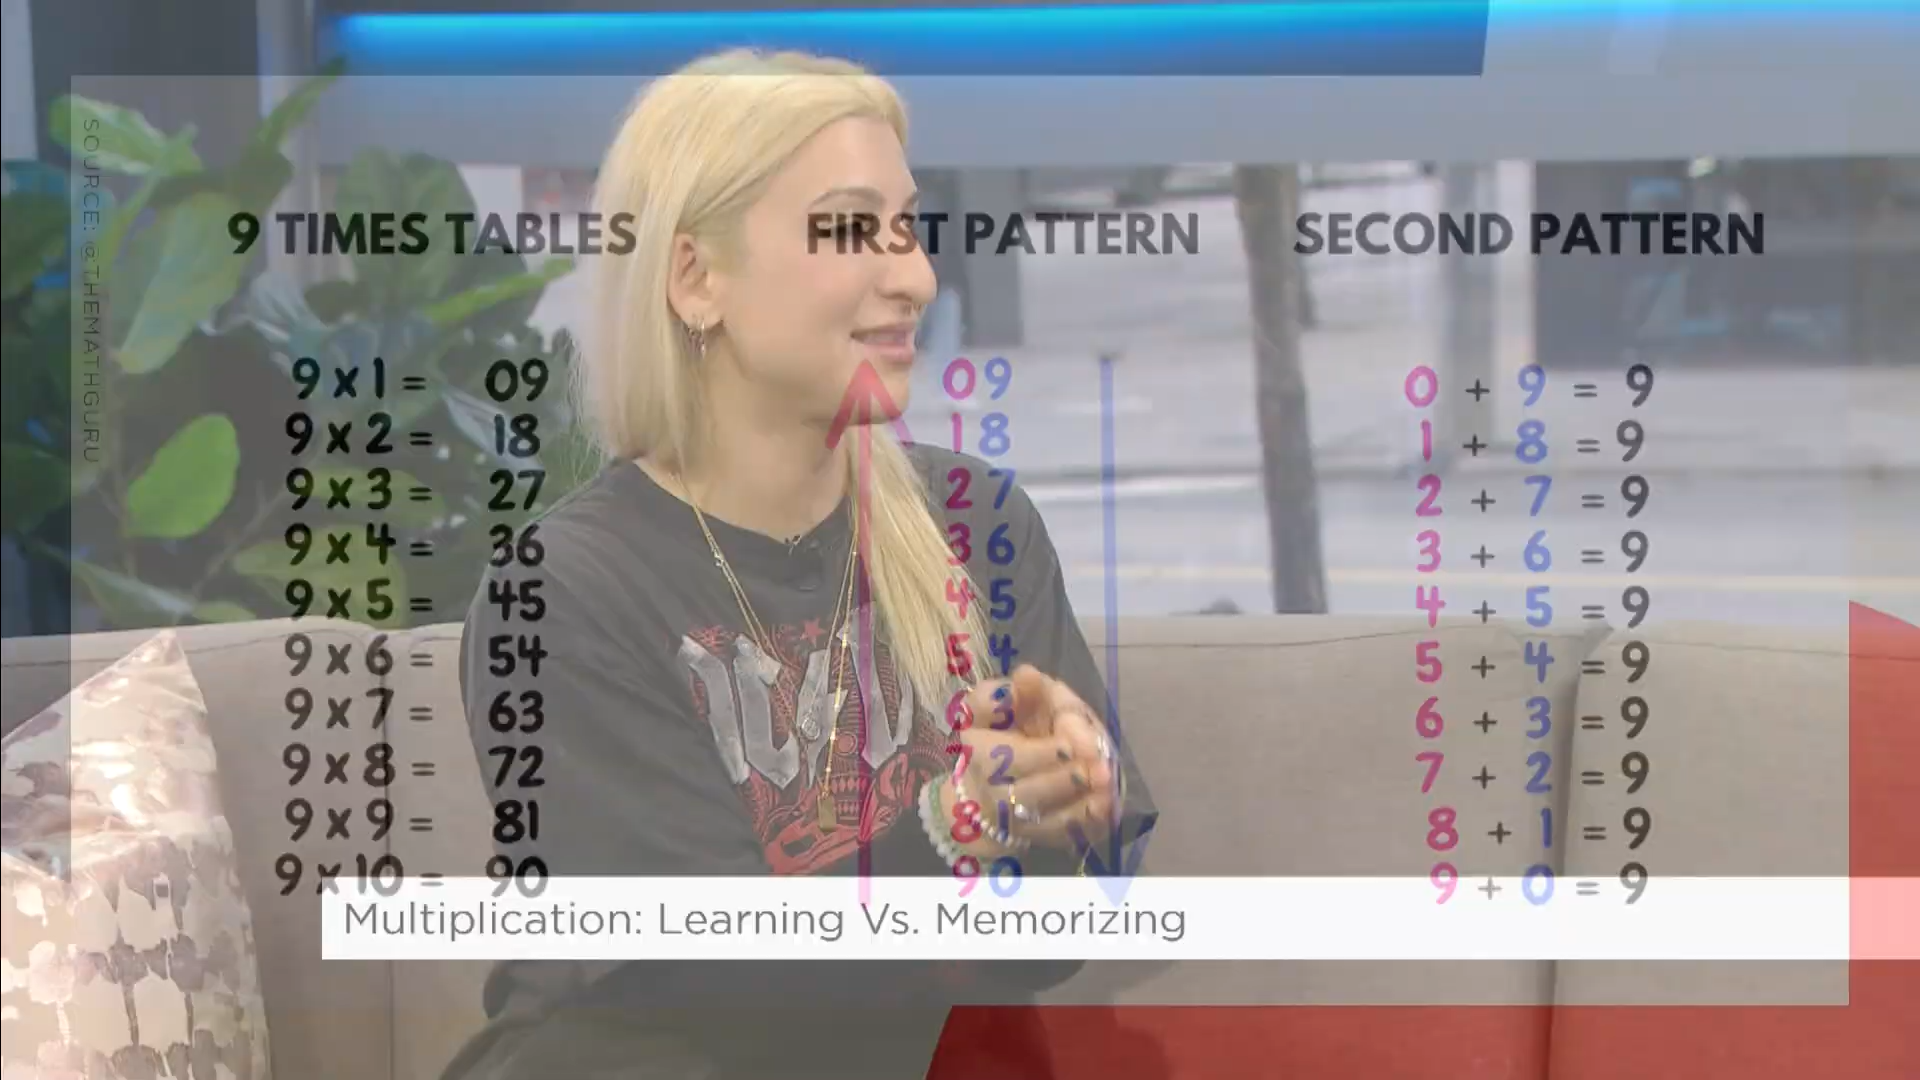 SOURCE: @THEMATHGURU
9 TIMES TABLES
9 x 1 = 09
9 x 2 = 18
9 x 3 = 27
9 x 4 = 36
9 x 5 = 45
9 x 6 = 54
9 x 7 = 63
9 x 8 = 72
9 x 9 = 81
9 x 10 = 90
FIRST PATTERN
09
18
27
36
45
54
63
72
81
90
SECOND PATTERN
0 + 9 = 9
1 + 8 = 9
2 + 7 = 9
3 + 6 = 9
4 + 5 = 9
5 + 4 = 9
6 + 3 = 9
7 + 2 = 9
8 + 1 = 9
9 + 0 = 9
Multiplication: Learning Vs. Memorizing